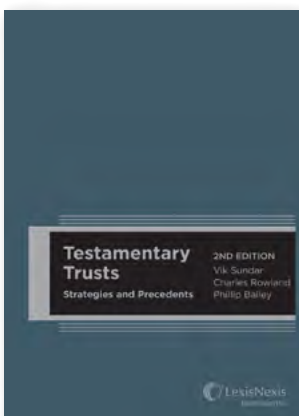 Testamentary
Trusts
Strategies and Precedents
2ND EDITION
Vik Sundar
Charles Rowland
Phillip Bailey
LexisNexis